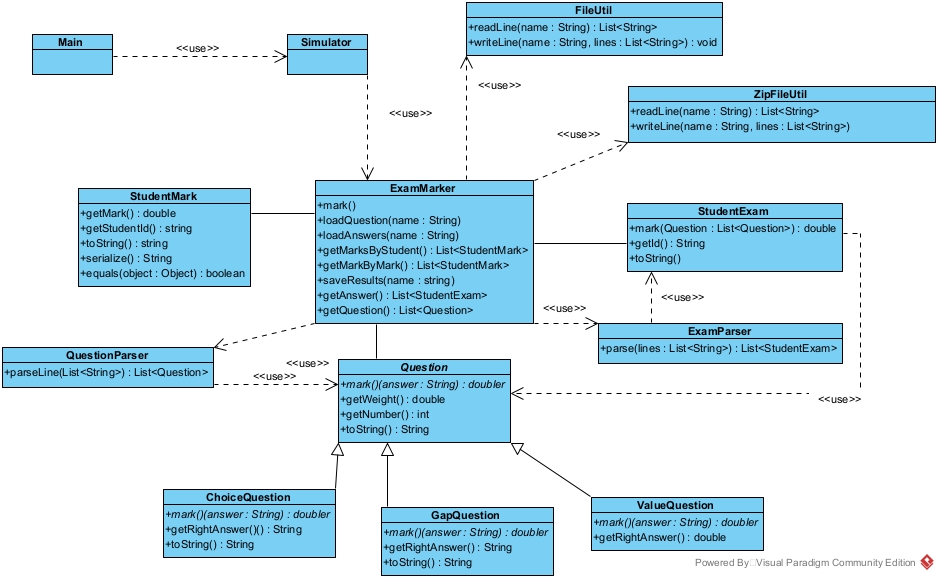 FileUtil
+readLine(name : String) : List<String>
+writeLine(name : String, lines : List<String>) : void
Main
<<use>>
Simulator
<<use>>
<<use>>
ZipFileUtil
+readLine(name : String) : List<String>
+writeLine(name : String, lines : List<String>)
<<use>>
StudentMark
+getMark() : double
+getStudentId() : string
+toString() : string
+serialize() : String
+equals(object : Object) : boolean
ExamMarker
+mark()
+loadQuestion(name : String)
+loadAnswers(name : String)
+getMarksByStudent() : List<StudentMark>
+getMarkByMark() : List<StudentMark>
+saveResults(name : string)
+getAnswer() : List<StudentExam>
+getQuestion() : List<Question>
StudentExam
+mark(Question : List<Question>) : double
+getId() : String
+toString()
<<use>>
<<use>>
ExamParser
+parse(lines : List<String>) : List<StudentExam>
QuestionParser
+parseLine(List<String>) : List<Question>
<<use>>
<<use>>
Question
+mark()(answer : String) : doubler
+getWeight() : double
+getNumber() : int
+toString() : String
<<use>>
ChoiceQuestion
+mark()(answer : String) : doubler
+getRightAnswer()() : String
+toString() : String
GapQuestion
+mark()(answer : String) : doubler
+getRightAnswer() : String
+toString() : String
ValueQuestion
+mark()(answer : String) : doubler
+getRightAnswer() : double
Powered By Visual Paradigm Community Edition